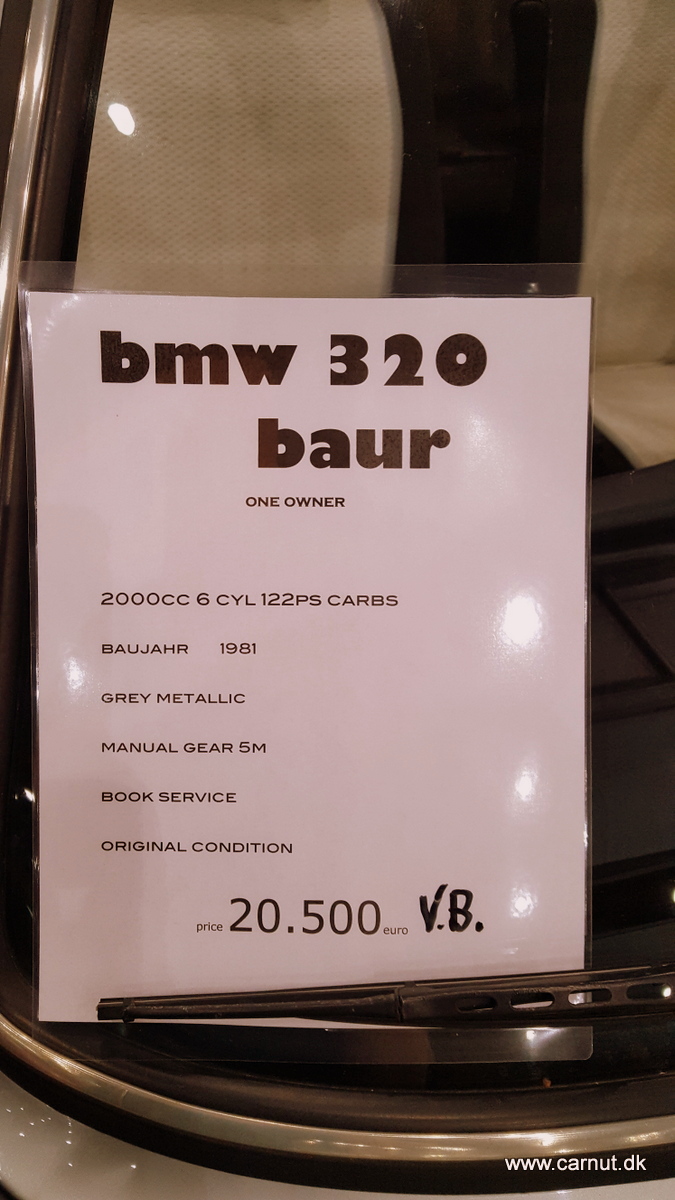 bmw 320
baur
ONE OWNER
2000CC 6 CYL 122PS CARBS
BAUJAHR 1981
GREY METALLIC
MANUAL GEAR 5M
BOOK SERVICE
ORIGINAL CONDITION
price 20.500 euro V.B.
www.carnut.dk